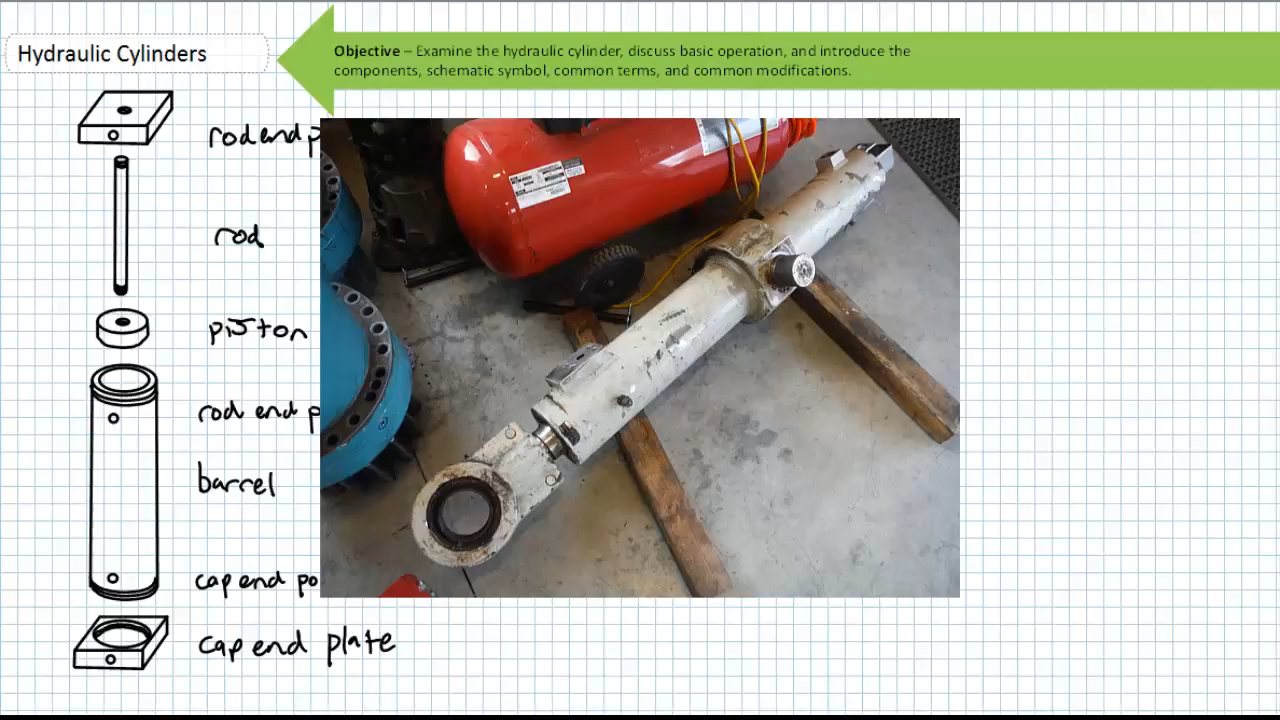 Hydraulic Cylinders
Objective – Examine the hydraulic cylinder, discuss basic operation, and introduce the
components, schematic symbol, common terms, and common modifications.
rod end p
rod
piston
rod end p
barrel
cap end po
cap end plate